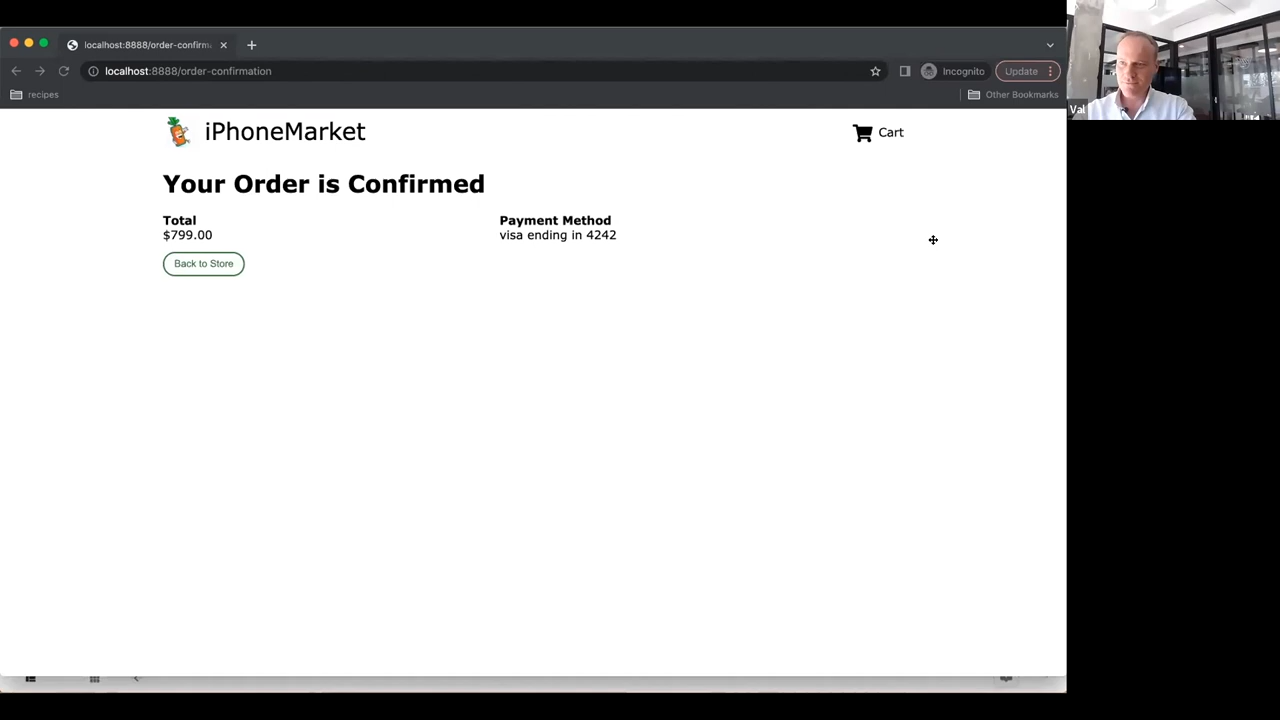 localhost:8888/order-confirm
localhost:8888/order-confirmation
Incognito
Update
recipes
Other Bookmarks
iPhoneMarket
Cart
Your Order is Confirmed
Total
$799.00
Payment Method
visa ending in 4242
Back to Store
Val